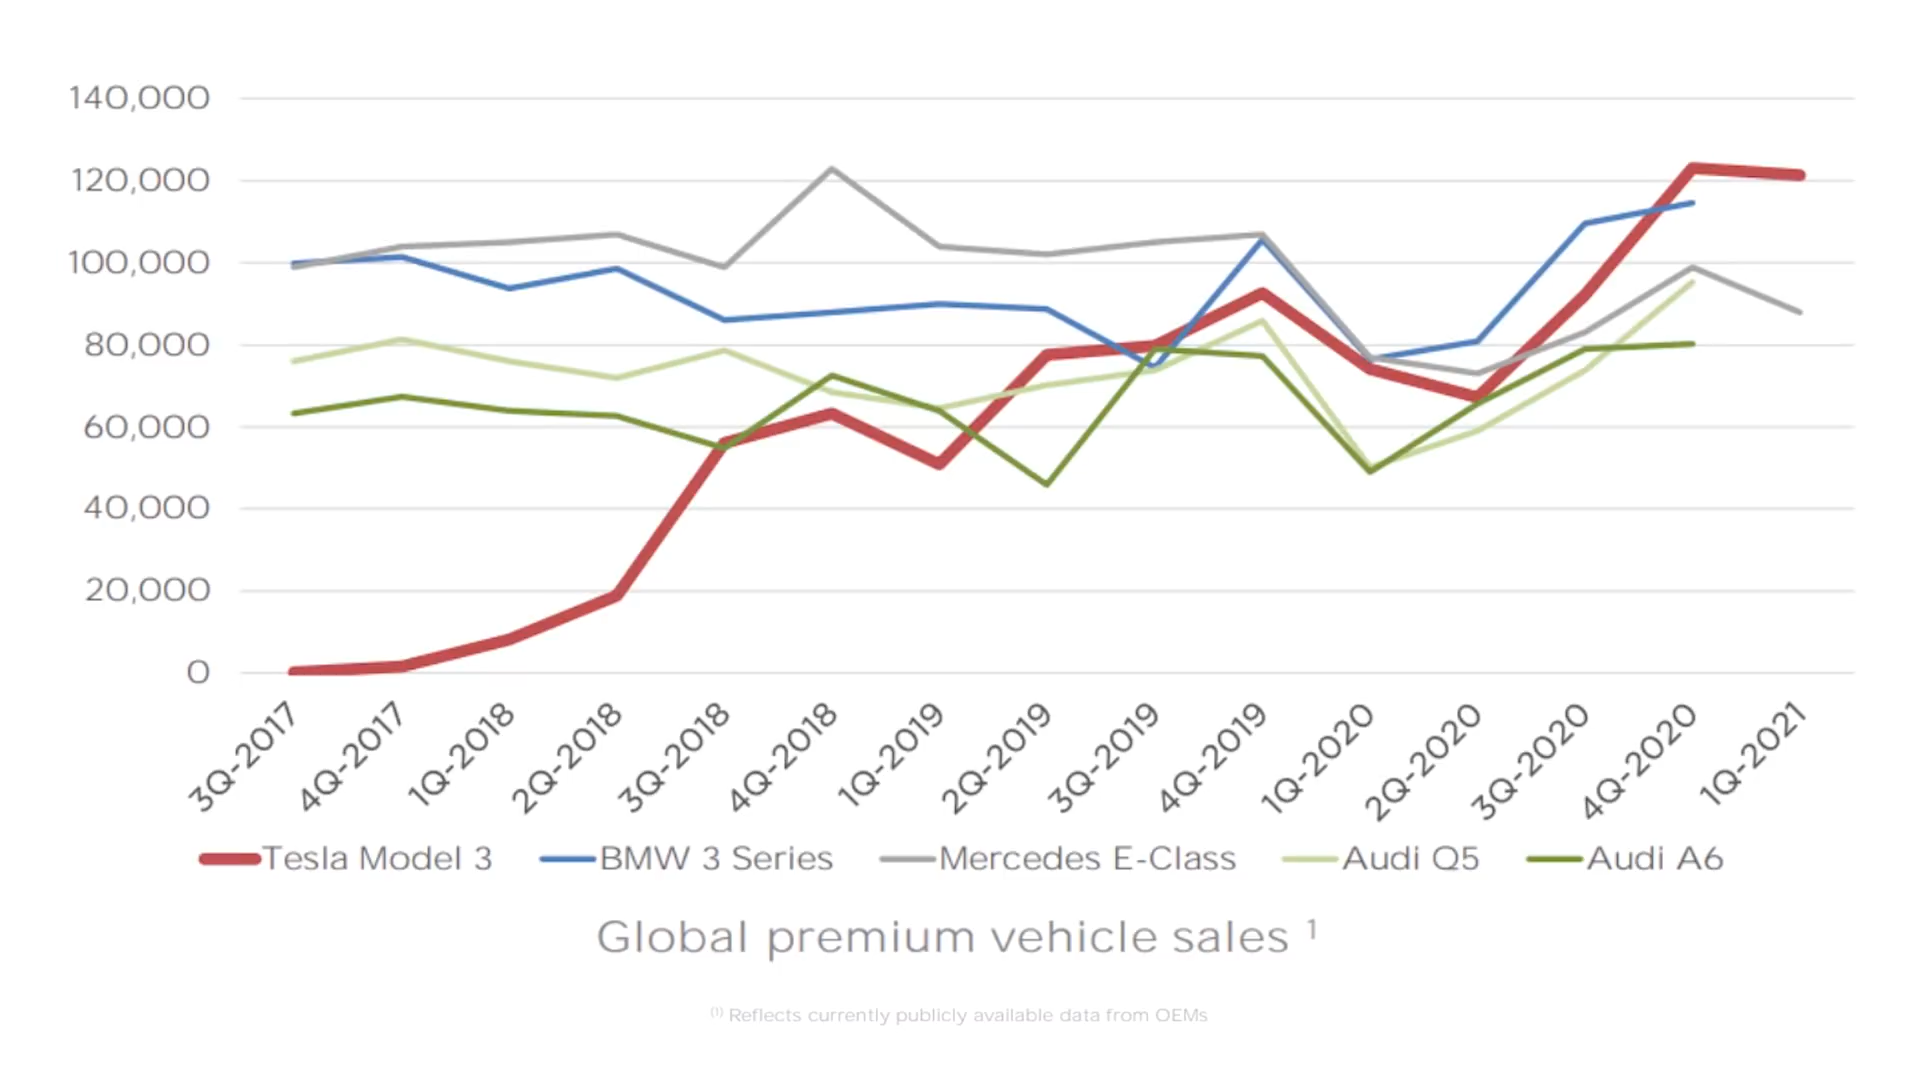 140,000
120,000
100,000
80,000
60,000
40,000
20,000
0
3Q-2017 4Q-2017 1Q-2018 2Q-2018 3Q-2018 4Q-2018 1Q-2019 2Q-2019 3Q-2019 4Q-2019 1Q-2020 2Q-2020 3Q-2020 4Q-2020 1Q-2021
Tesla Model 3 BMW 3 Series Mercedes E-Class Audi Q5 Audi A6
Global premium vehicle sales ¹
⁽¹⁾ Reflects currently publicly available data from OEMs